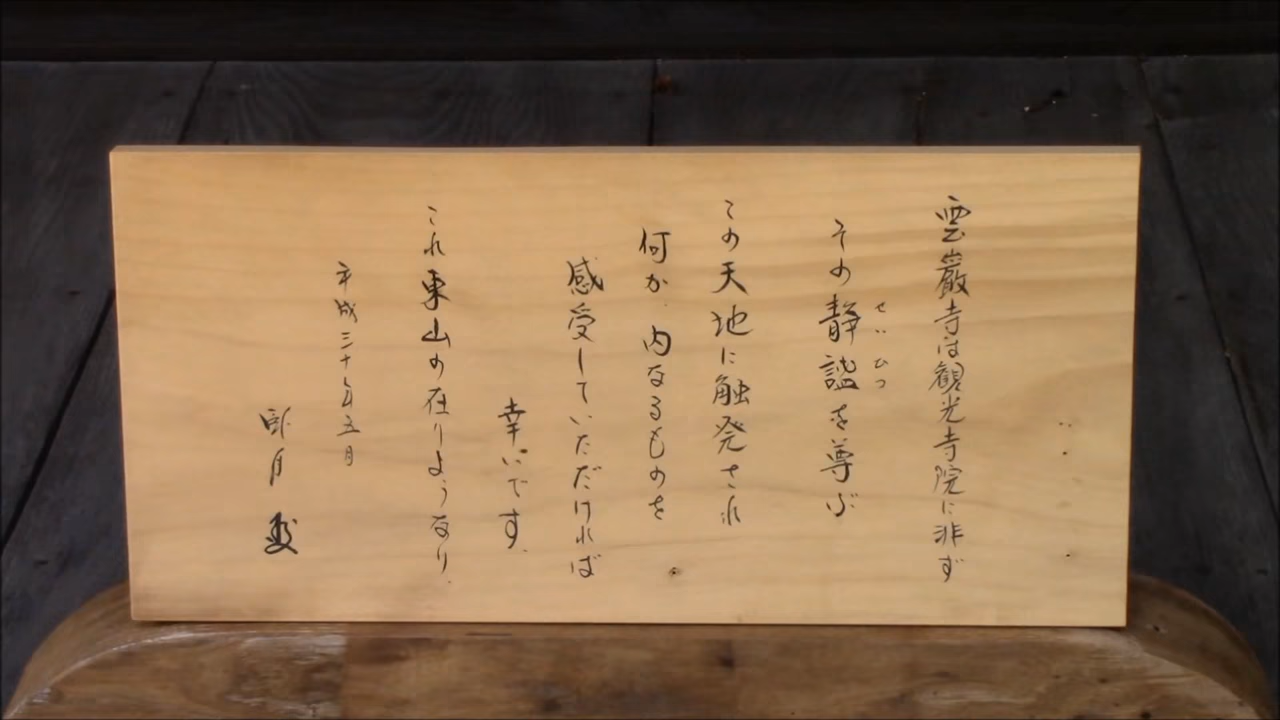 雲巌寺は観光寺院に非ず
その静謐を尊ぶ
せいひつ
この天地に触発され
何か、内なるものを
感受していただければ
幸いです。
これ東山の在りようなり。
平成三十年五月
月